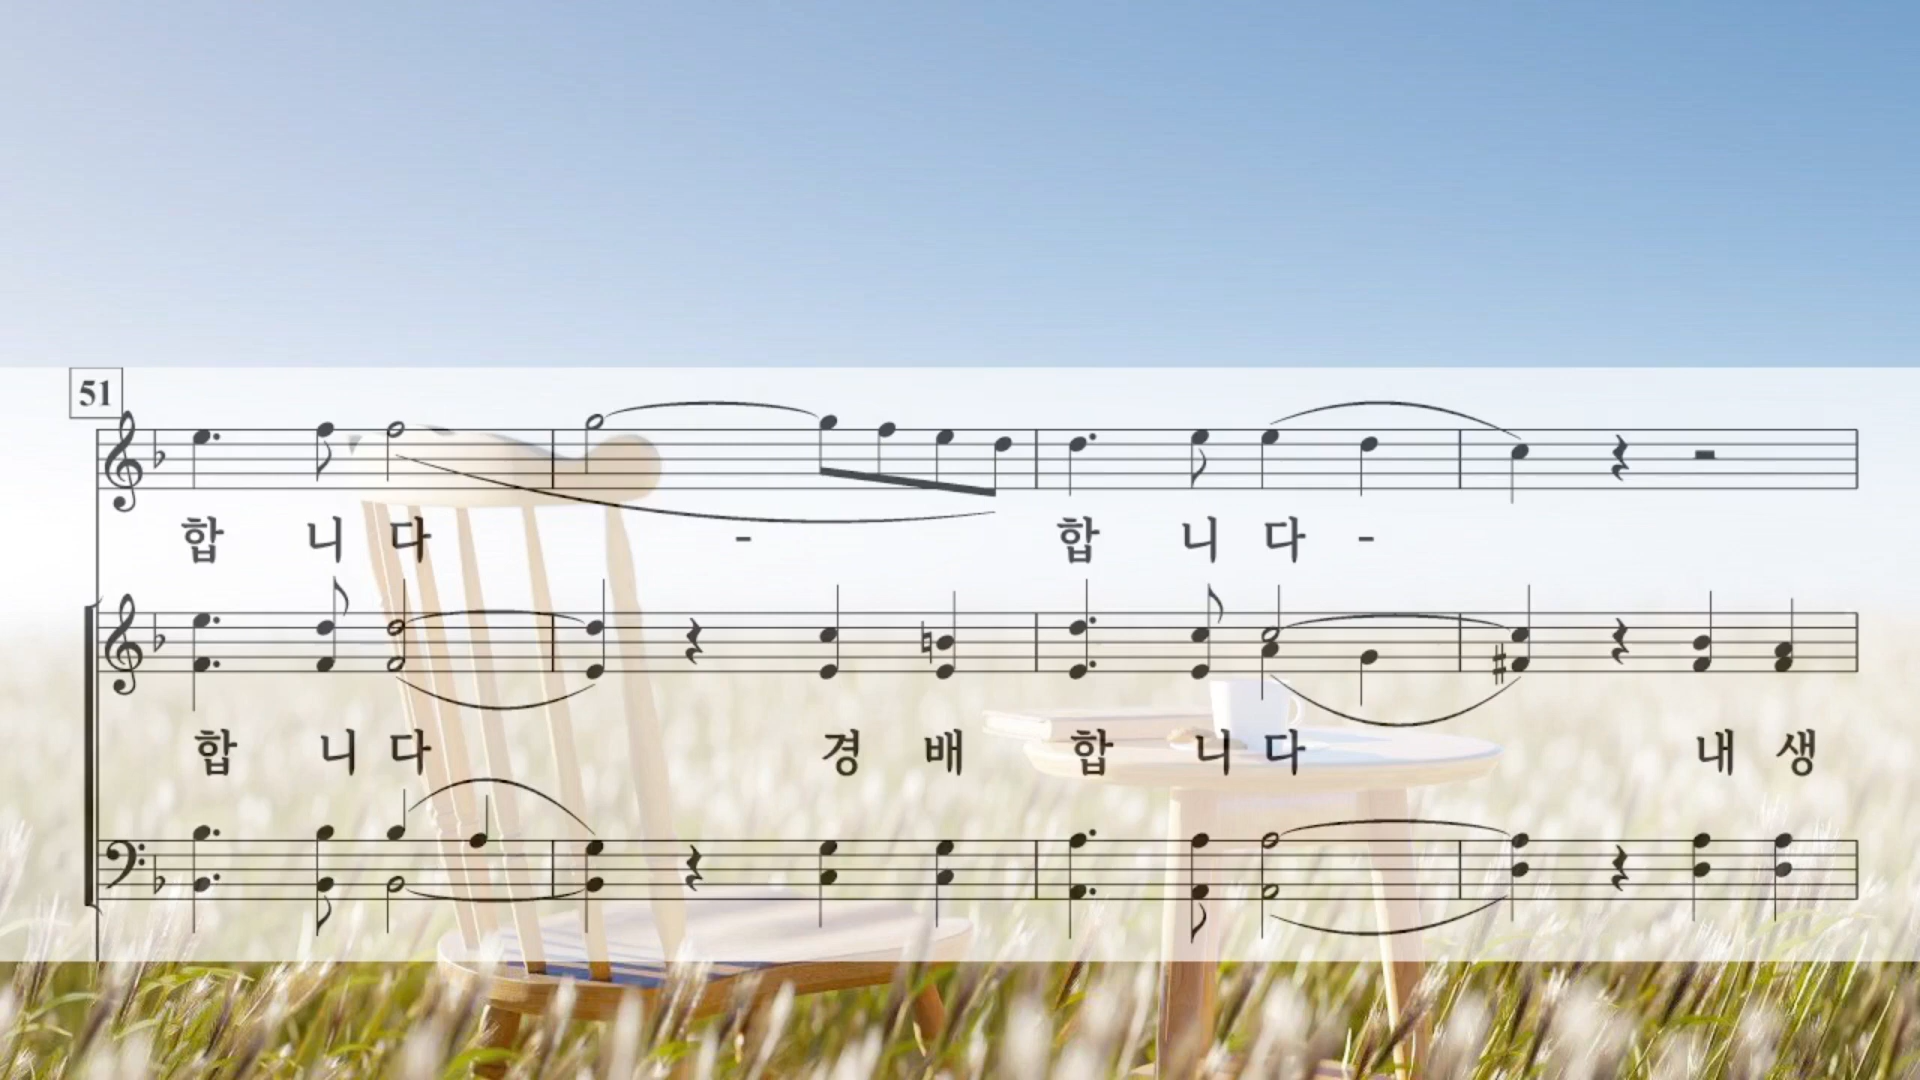 51
합 니 다 - 합 니 다 -
합 니 다 경 배 합 니 다 내 생